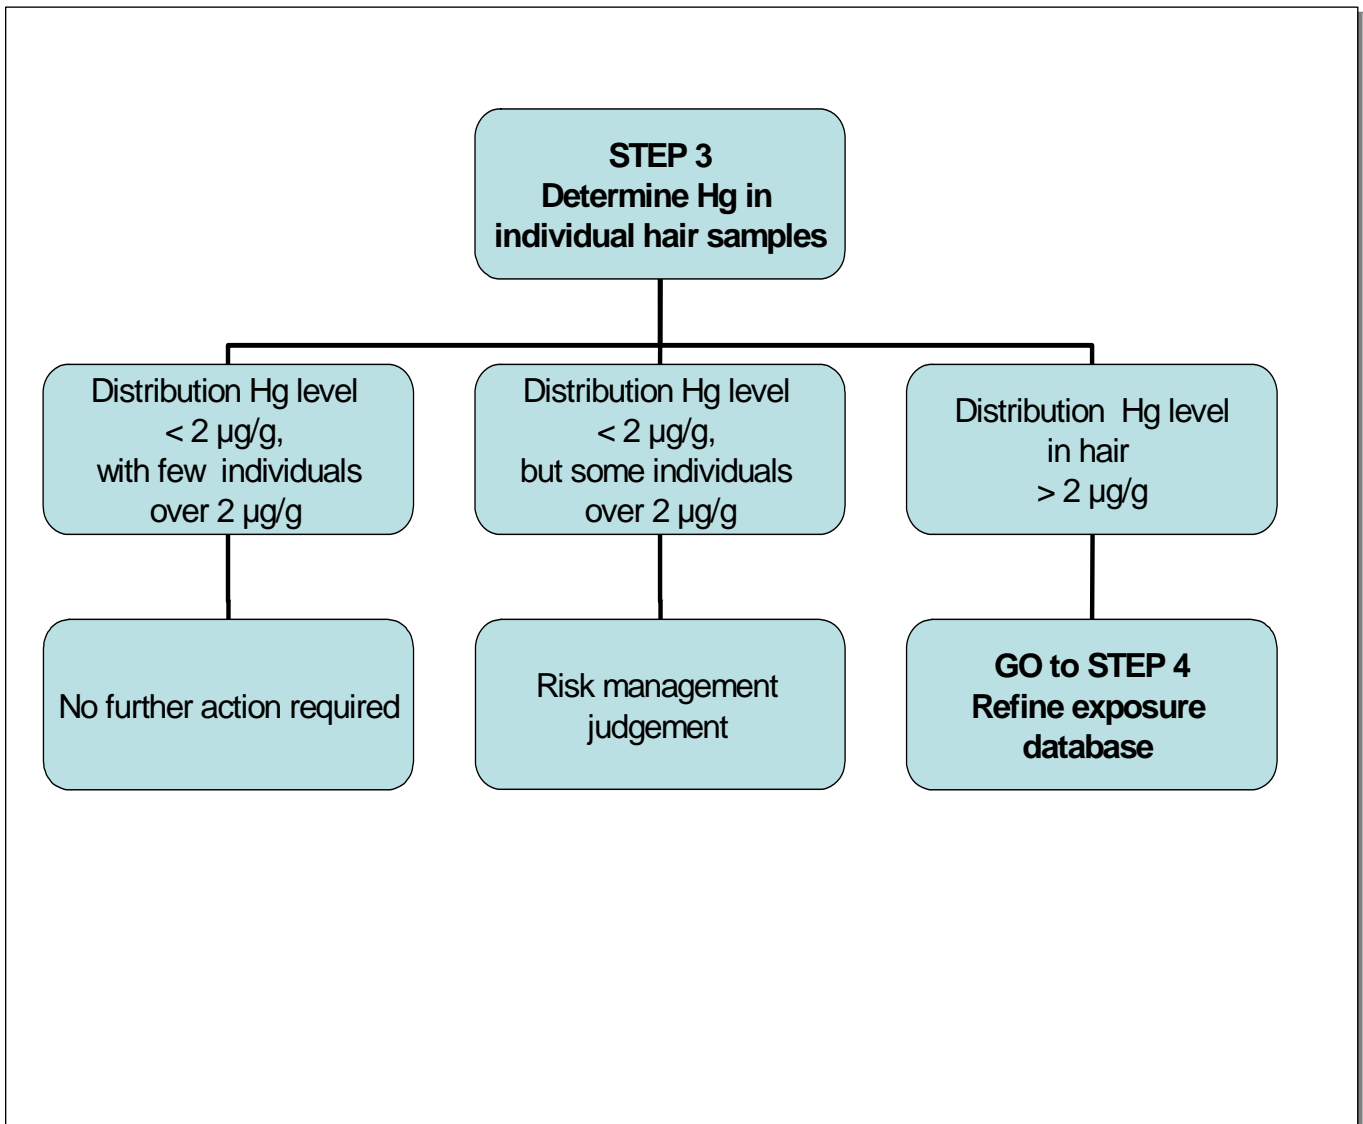 STEP 3
Determine Hg in
individual hair samples
Distribution Hg level
< 2 µg/g,
with few individuals
over 2 µg/g
Distribution Hg level
< 2 µg/g,
but some individuals
over 2 µg/g
Distribution Hg level
in hair
> 2 µg/g
No further action required
Risk management
judgement
GO to STEP 4
Refine exposure
database